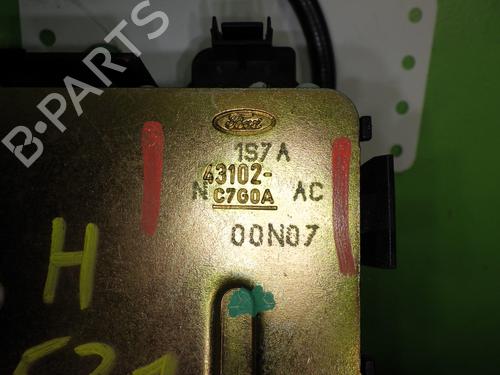 B-PARTS
Ford
1S7A
43102-
N C7G0A AC
00N07
H